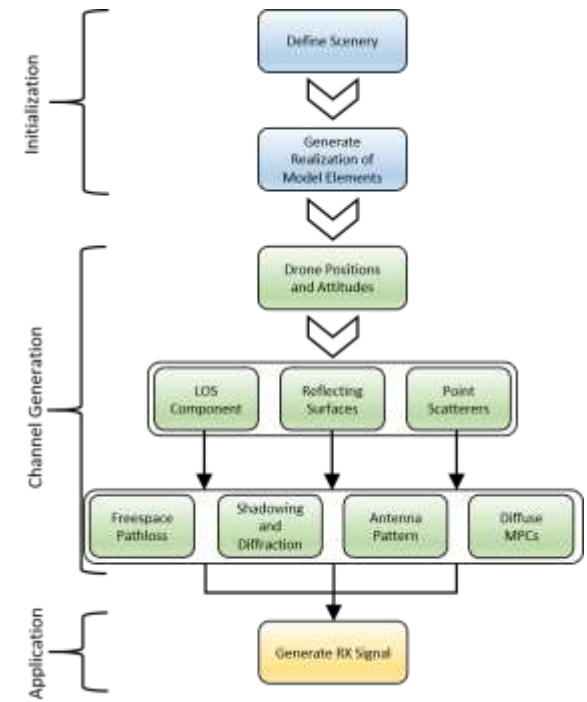 Initialization
Define Scenery
Generate
Realization of
Model Elements
Channel Generation
Drone Positions
and Attitudes
LOS
Component
Reflecting
Surfaces
Point
Scatterers
Freespace
Pathloss
Shadowing
and
Diffraction
Antenna
Pattern
Diffuse
MPCs
Application
Generate RX Signal